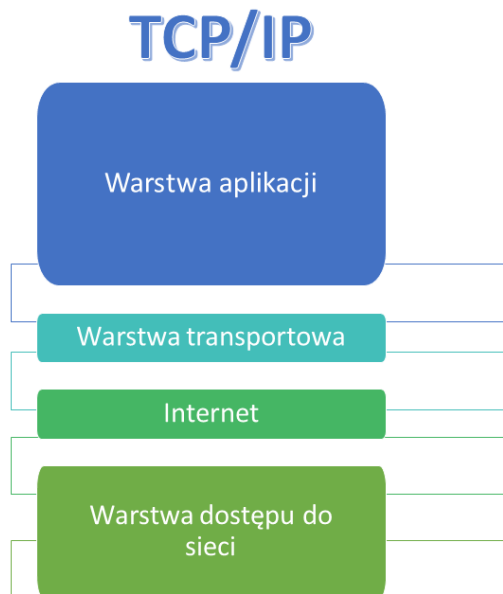 TCP/IP
Warstwa aplikacji
Warstwa transportowa
Internet
Warstwa dostępu do
sieci